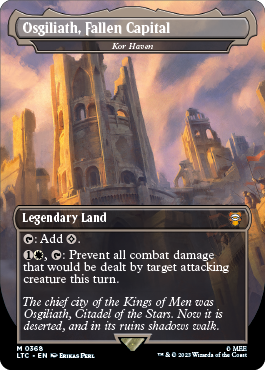 Osgiliath, Fallen Capital
Kor Haven
Legendary Land
: Add .
1, : Prevent all combat damage
that would be dealt by target attacking
creature this turn.
The chief city of the Kings of Men was
Osgiliath, Citadel of the Stars. Now it is
deserted, and in its ruins shadows walk.
M 0368
LTC • EN ERIKAS PERL
© MEE
™ & © 2023 Wizards of the Coast